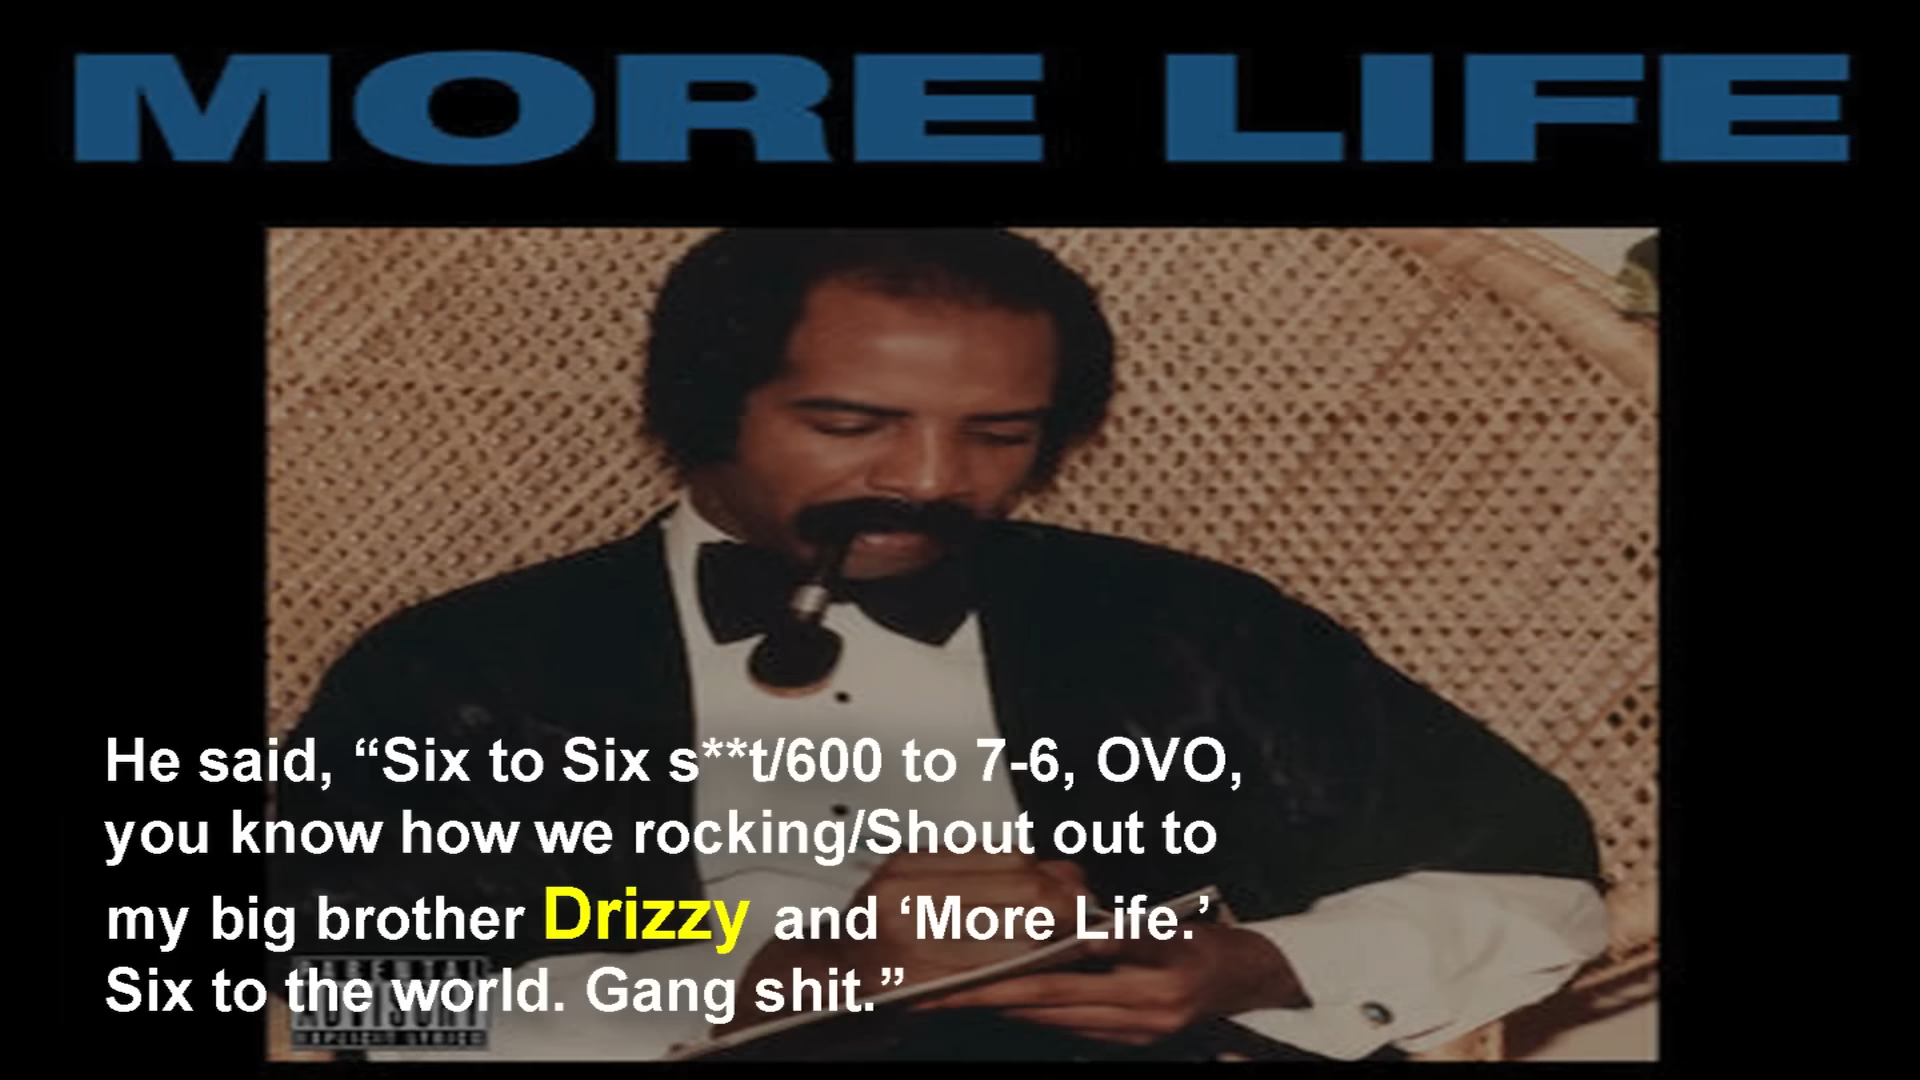 MORE LIFE
He said, “Six to Six s**t/600 to 7-6, OVO,
you know how we rocking/Shout out to
my big brother Drizzy and ‘More Life.’
Six to the world. Gang shit.”